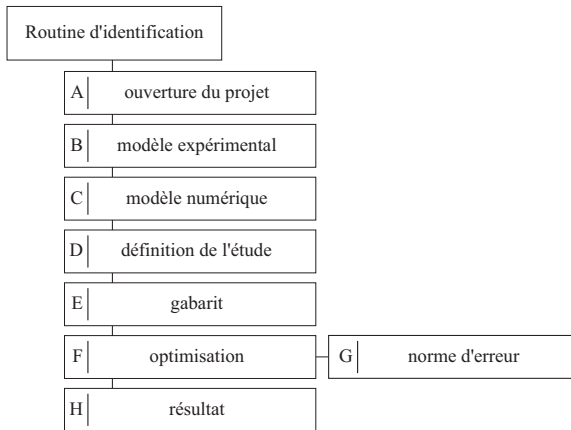 Routine d'identification
A ouverture du projet
B modèle expérimental
C modèle numérique
D définition de l'étude
E gabarit
F optimisation G norme d'erreur
H résultat